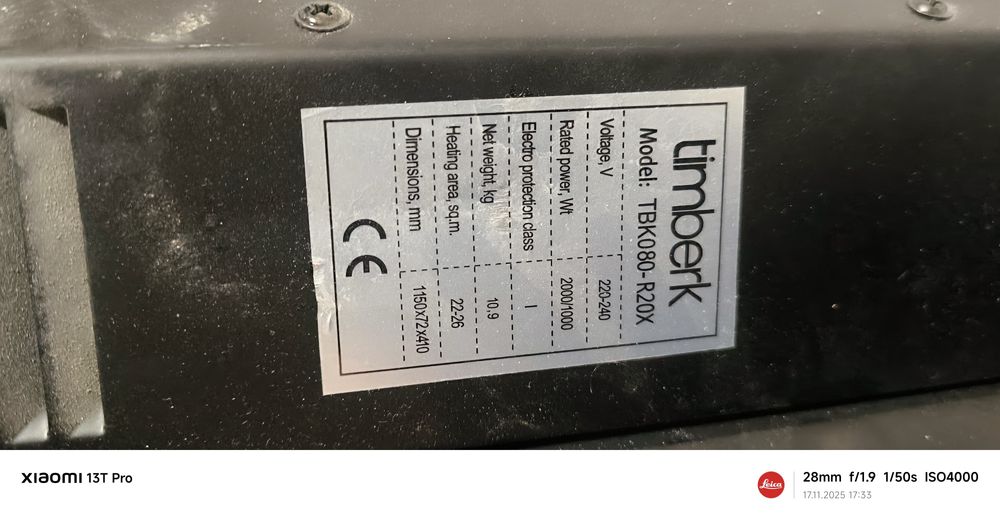 timberk
Model: TBK080-R20X
Voltage, V 220-240
Rated power, Wt 2000/1000
Electro protection class I
Net weight, kg 10.9
Heating area, sq.m. 22-26
Dimensions, mm 1150x72x410
CE
XIAOMI 13T Pro
Leica
28mm f/1.9 1/50s ISO4000
17.11.2025 17:33